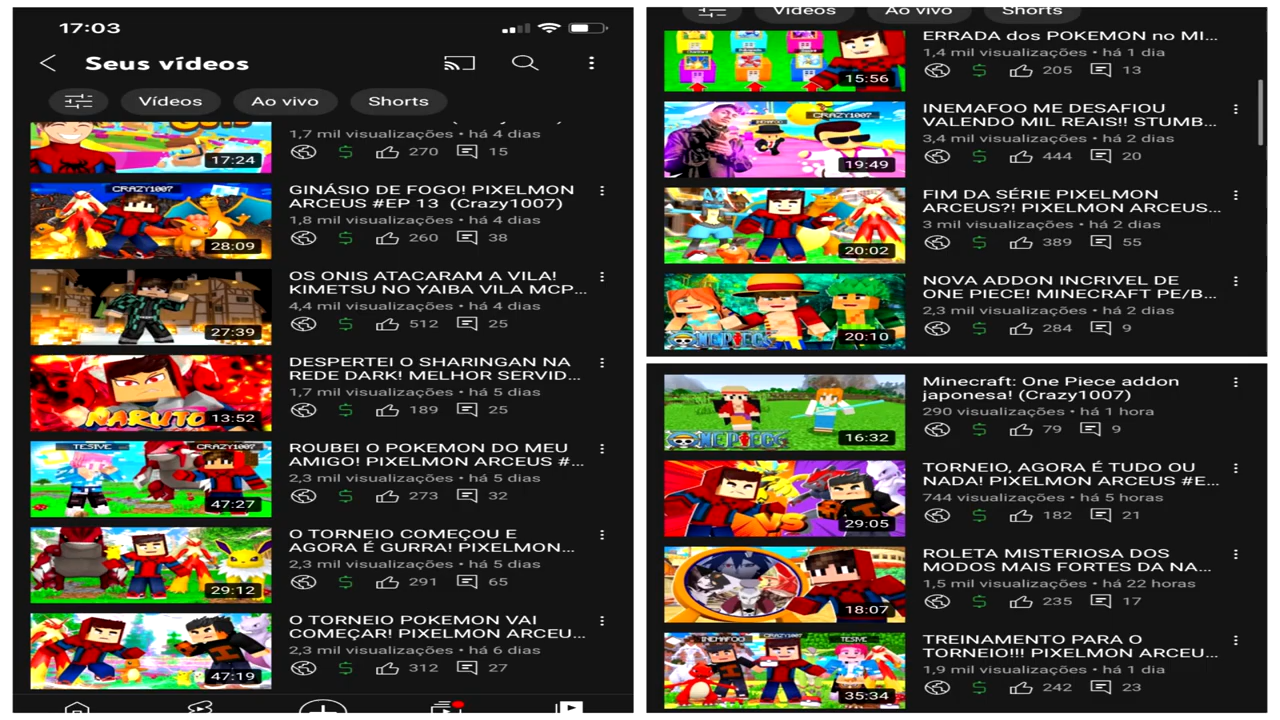 17:03
Seus vídeos
Vídeos
Ao vivo
Shorts
1,7 mil visualizações • há 4 dias
17:24
270
15
CRAZY1007
28:09
GINÁSIO DE FOGO! PIXELMON
ARCEUS #EP 13 (Crazy1007)
1,8 mil visualizações • há 4 dias
260
38
27:39
OS ONIS ATACARAM A VILA!
KIMETSU NO YAIBA VILA MCP...
4,4 mil visualizações • há 4 dias
512
25
NARUTO
13:52
DESPERTEI O SHARINGAN NA
REDE DARK! MELHOR SERVID...
1,7 mil visualizações • há 5 dias
189
25
TESIVE
CRAZY1007
47:27
ROUBEI O POKEMON DO MEU
AMIGO! PIXELMON ARCEUS #...
2,3 mil visualizações • há 5 dias
273
32
29:12
O TORNEIO COMEÇOU E
AGORA É GURRA! PIXELMON...
2,3 mil visualizações • há 5 dias
291
65
47:19
O TORNEIO POKEMON VAI
COMEÇAR! PIXELMON ARCEU...
2,3 mil visualizações • há 6 dias
312
27
Vídeos
Ao vivo
Shorts
15:56
ERRADA dos POKEMON no MI...
1,4 mil visualizações • há 1 dia
205
13
CRAZY1007
19:49
INEMAFOO ME DESAFIOU
VALENDO MIL REAIS!! STUMB...
3,4 mil visualizações • há 2 dias
444
20
20:02
FIM DA SÉRIE PIXELMON
ARCEUS?! PIXELMON ARCEUS...
3 mil visualizações • há 2 dias
389
55
ONE PIECE
20:10
NOVA ADDON INCRIVEL DE
ONE PIECE! MINECRAFT PE/B...
2,3 mil visualizações • há 2 dias
284
9
ONE PIECE
16:32
Minecraft: One Piece addon
japonesa! (Crazy1007)
290 visualizações • há 1 hora
79
9
VS
29:05
TORNEIO, AGORA É TUDO OU
NADA! PIXELMON ARCEUS #E...
744 visualizações • há 5 horas
182
21
18:07
ROLETA MISTERIOSA DOS
MODOS MAIS FORTES DA NA...
1,5 mil visualizações • há 22 horas
235
17
INEMAFOO
CRAZY1007
TESIVE
35:34
TREINAMENTO PARA O
TORNEIO!!! PIXELMON ARCEU...
1,9 mil visualizações • há 1 dia
242
23